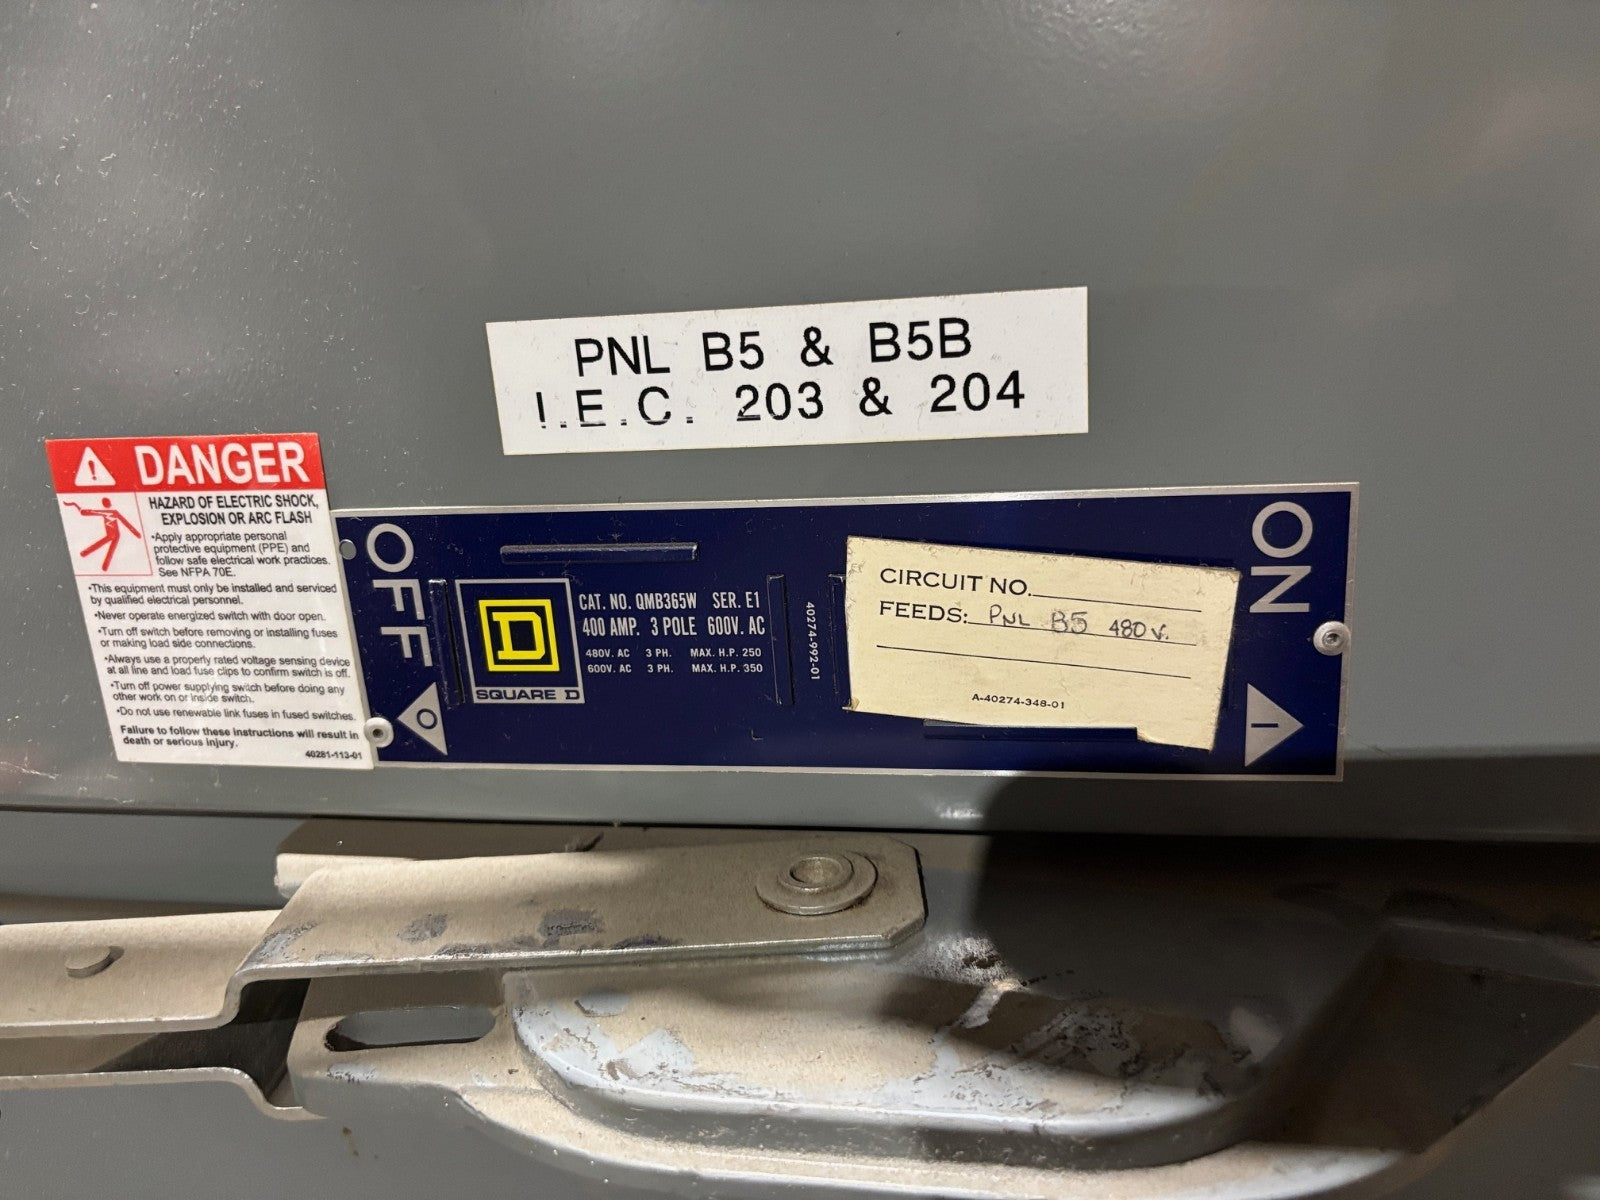 PNL B5 & B5B
I.E.C. 203 & 204
DANGER
HAZARD OF ELECTRIC SHOCK,
EXPLOSION OR ARC FLASH
•Apply appropriate personal
protective equipment (PPE) and
follow safe electrical work practices.
See NFPA 70E.
•This equipment must only be installed and serviced
by qualified electrical personnel.
•Never operate energized switch with door open.
•Turn off switch before removing or installing fuses
or making load side connections.
•Always use a properly rated voltage sensing device
at all line and load fuse clips to confirm switch is off.
•Turn off power supplying switch before doing any
other work on or inside switch.
•Do not use renewable link fuses in fused switches.
Failure to follow these instructions will result in
death or serious injury.
40281-113-01
OFF
O
D
SQUARE D
CAT. NO. QMB365W SER. E1
400 AMP. 3 POLE 600V. AC
480V. AC 3 PH. MAX. H.P. 250
600V. AC 3 PH. MAX. H.P. 350
40274-992-01
CIRCUIT NO.
FEEDS: PNL B5 480V.
A-40274-348-01
ON
I